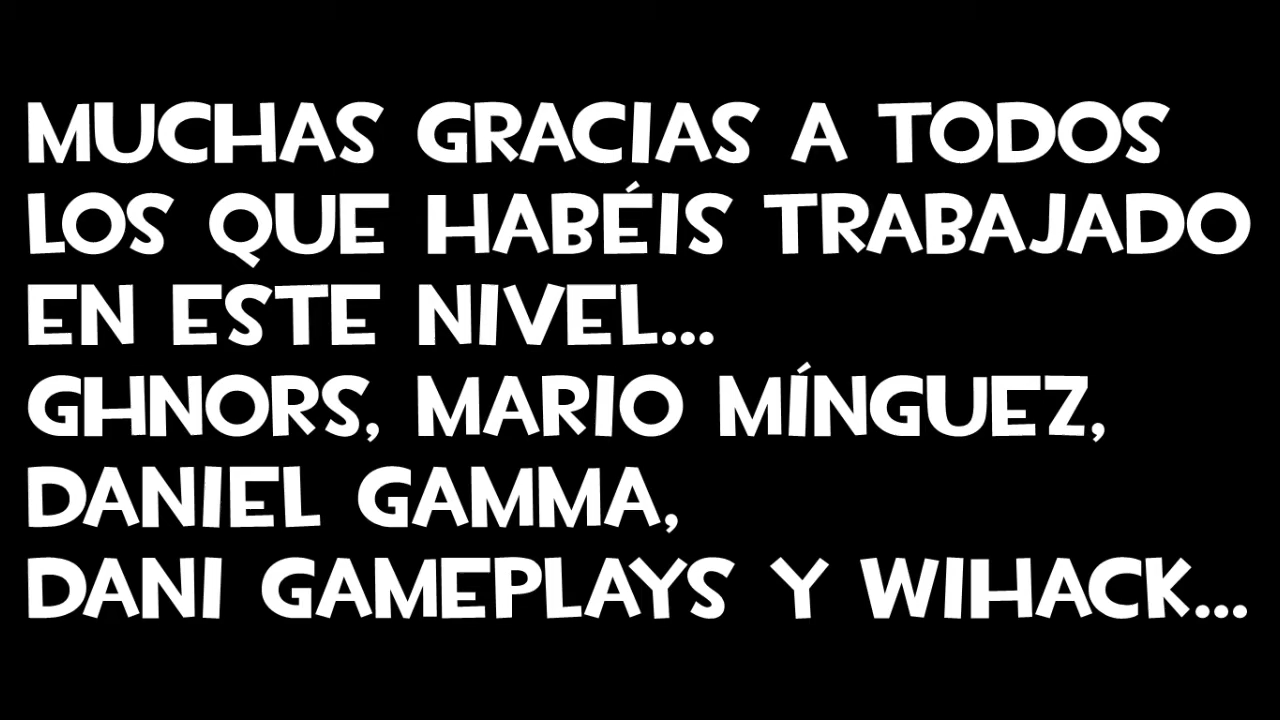 MUCHAS GRACIAS A TODOS
LOS QUE HABÉIS TRABAJADO
EN ESTE NIVEL...
GHNORS, MARIO MÍNGUEZ,
DANIEL GAMMA,
DANI GAMEPLAYS Y WIHACK...